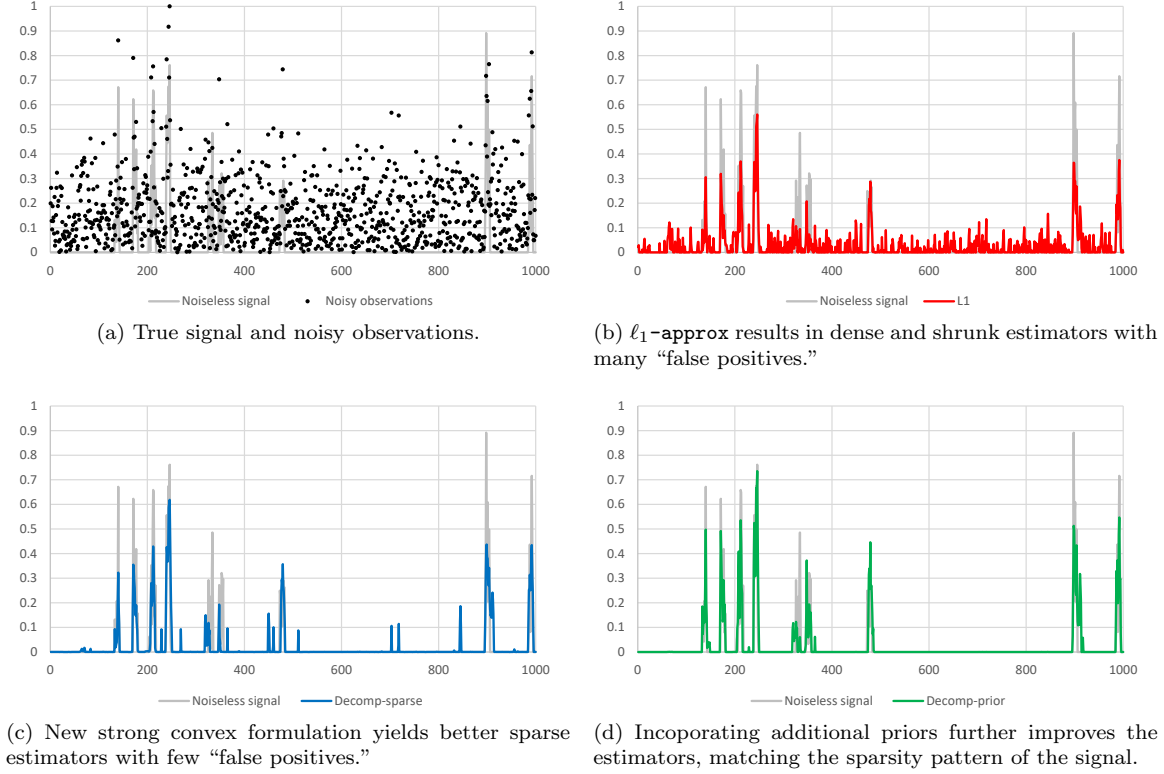 1
0.9
0.8
0.7
0.6
0.5
0.4
0.3
0.2
0.1
0
0 200 400 600 800 1000
Noiseless signal Noisy observations
(a) True signal and noisy observations.
1
0.9
0.8
0.7
0.6
0.5
0.4
0.3
0.2
0.1
0
0 200 400 600 800 1000
Noiseless signal L1
(b) ℓ1-approx results in dense and shrunk estimators with
many “false positives.”
1
0.9
0.8
0.7
0.6
0.5
0.4
0.3
0.2
0.1
0
0 200 400 600 800 1000
Noiseless signal Decomp-sparse
(c) New strong convex formulation yields better sparse
estimators with few “false positives.”
1
0.9
0.8
0.7
0.6
0.5
0.4
0.3
0.2
0.1
0
0 200 400 600 800 1000
Noiseless signal Decomp-prior
(d) Incoporating additional priors further improves the
estimators, matching the sparsity pattern of the signal.